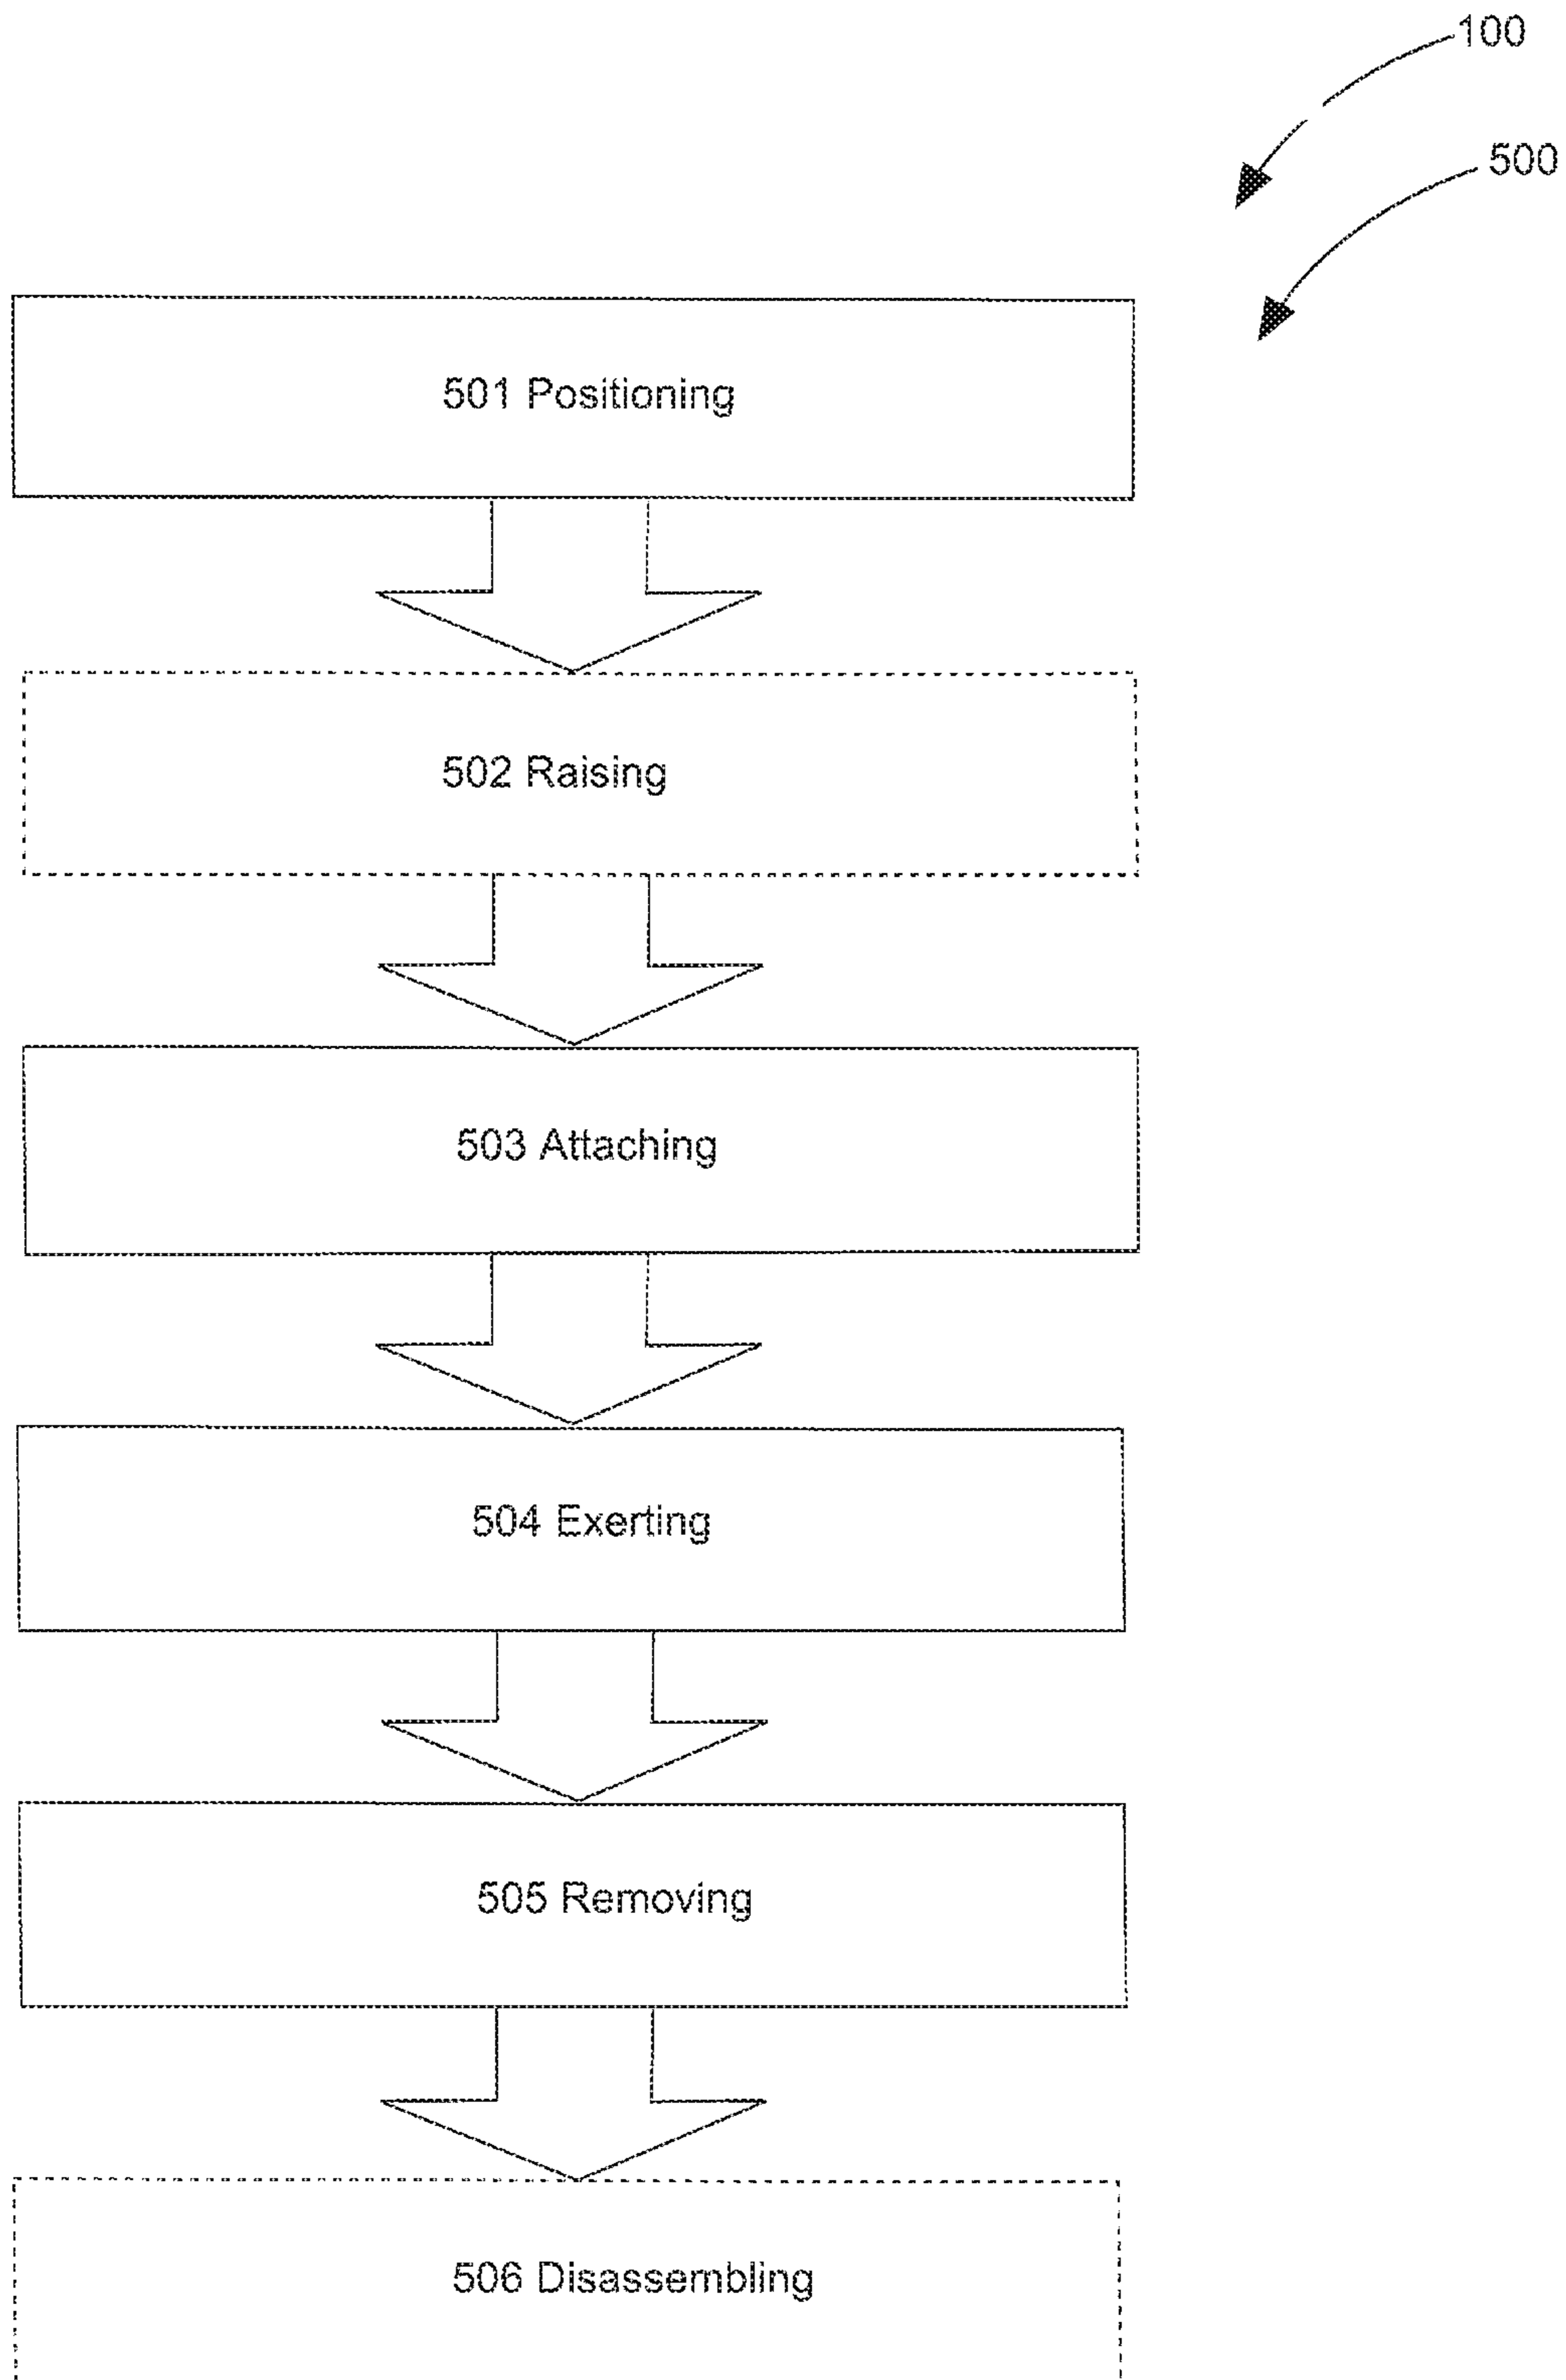 100
500
501 Positioning
502 Raising
503 Attaching
504 Exerting
505 Removing
506 Disassembling